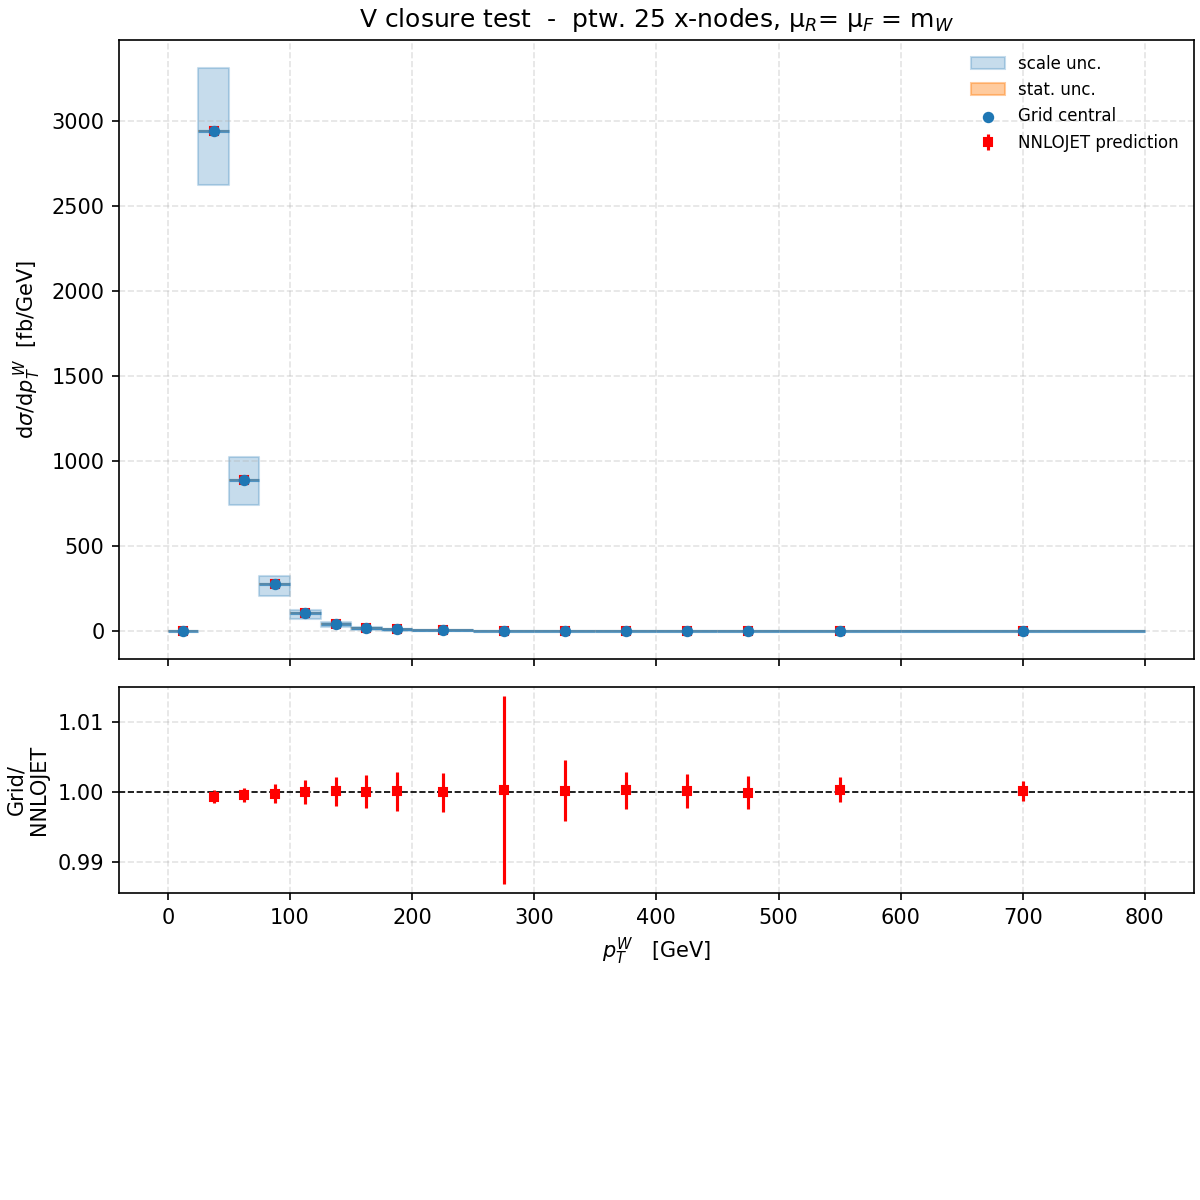 V closure test - ptw. 25 x-nodes, μR= μF = mW
scale unc.
stat. unc.
Grid central
NNLOJET prediction
dσ/dpTW [fb/GeV]
3000
2500
2000
1500
1000
500
0
Grid/
NNLOJET
1.01
1.00
0.99
0 100 200 300 400 500 600 700 800
pTW [GeV]